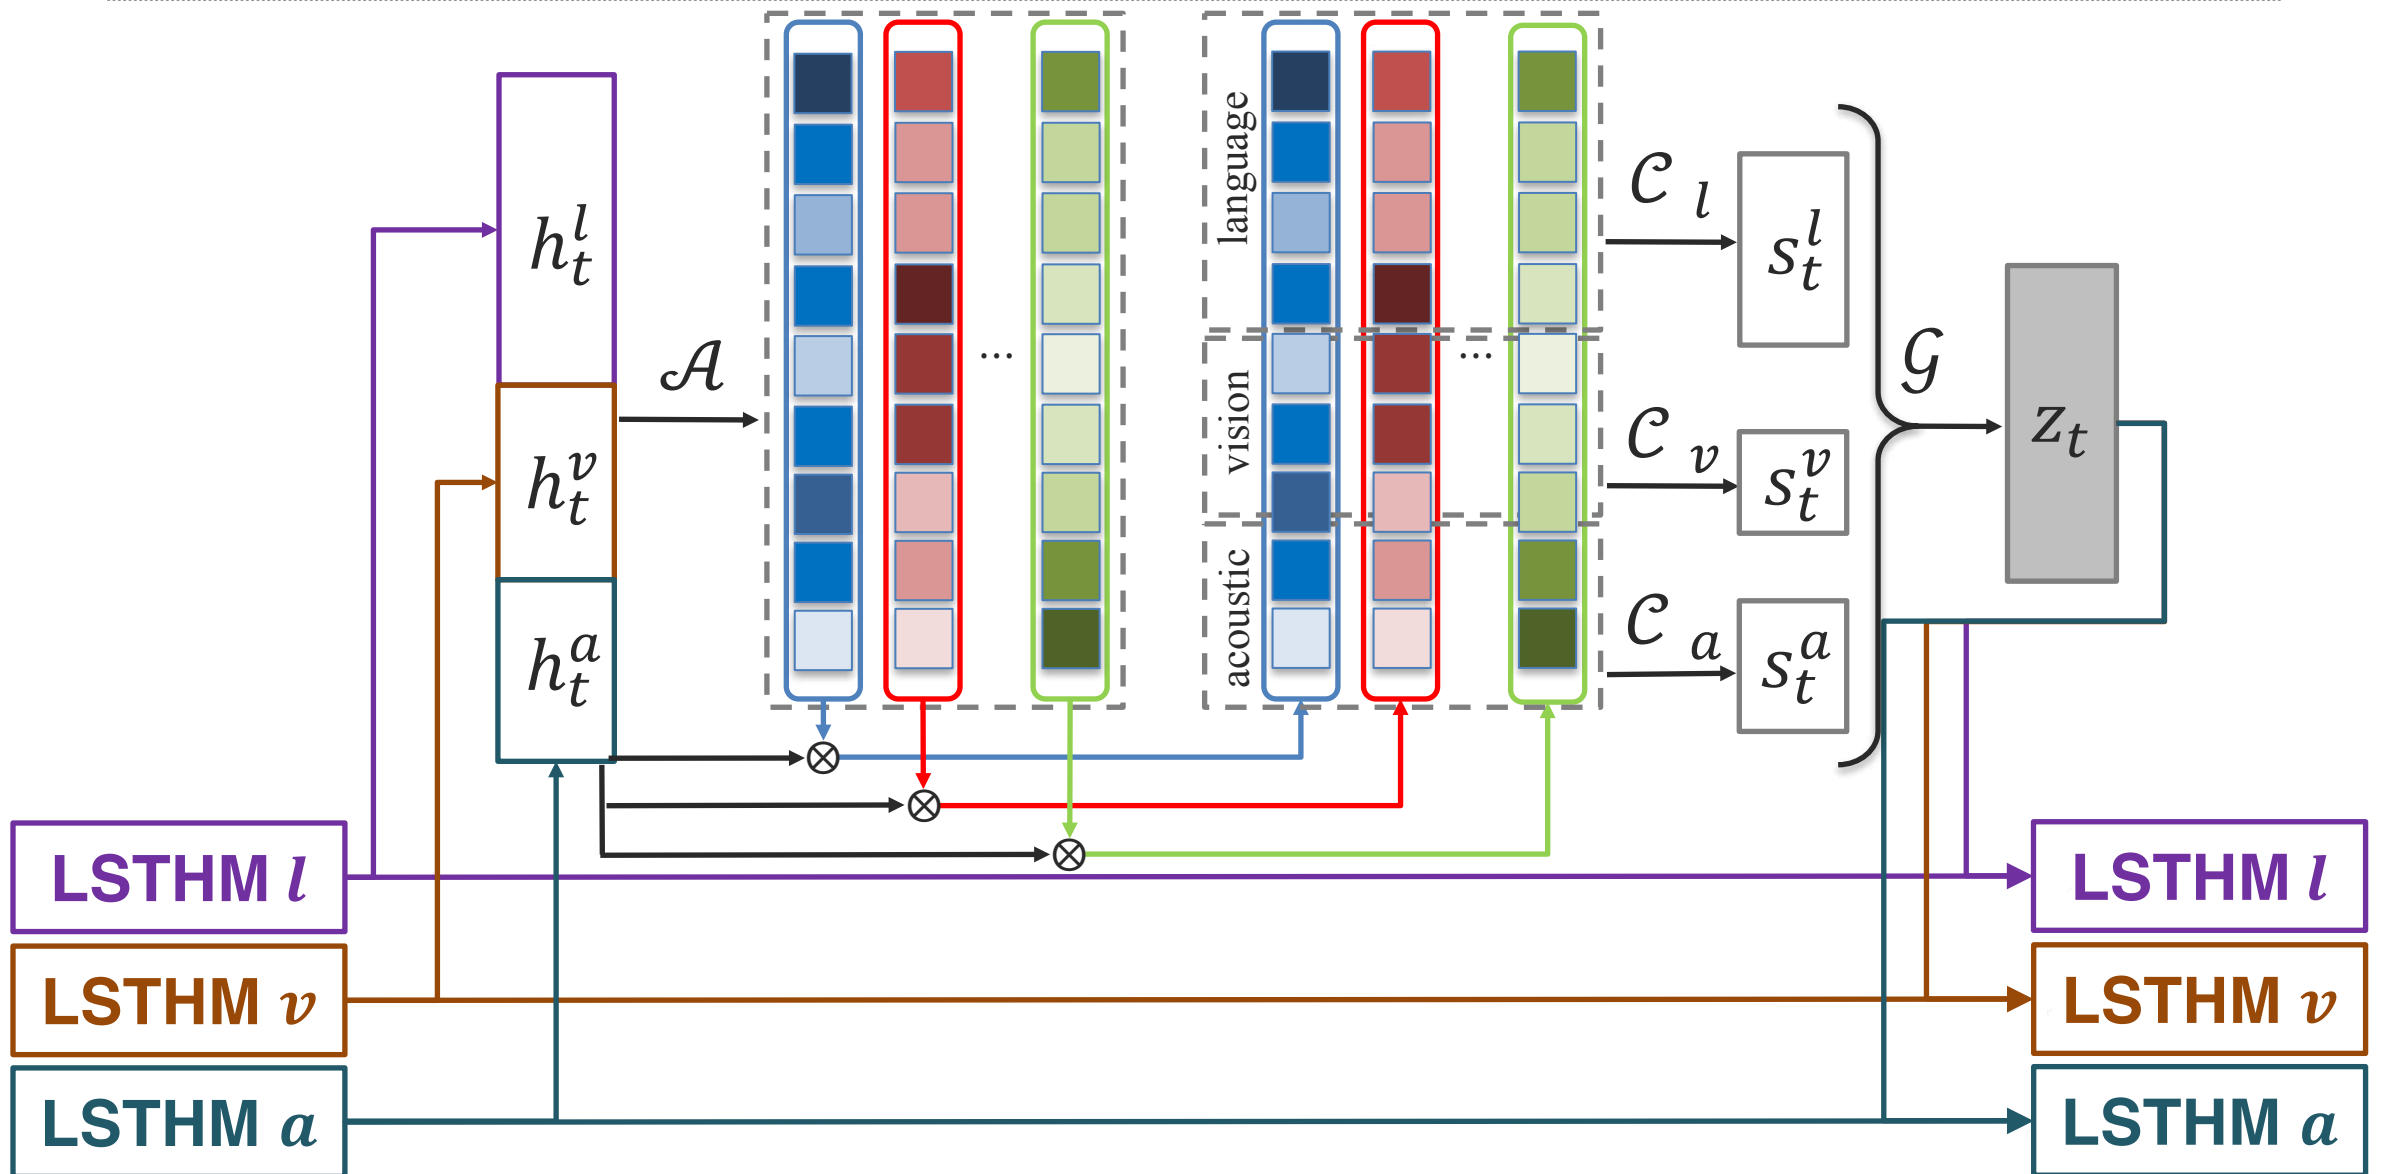 h_t^l
h_t^v
h_t^a
𝒜
...
language
vision
acoustic
...
𝒞 l
𝒞 v
𝒞 a
s_t^l
s_t^v
s_t^a
𝒢
z_t
LSTHM l
LSTHM v
LSTHM a
LSTHM l
LSTHM v
LSTHM a